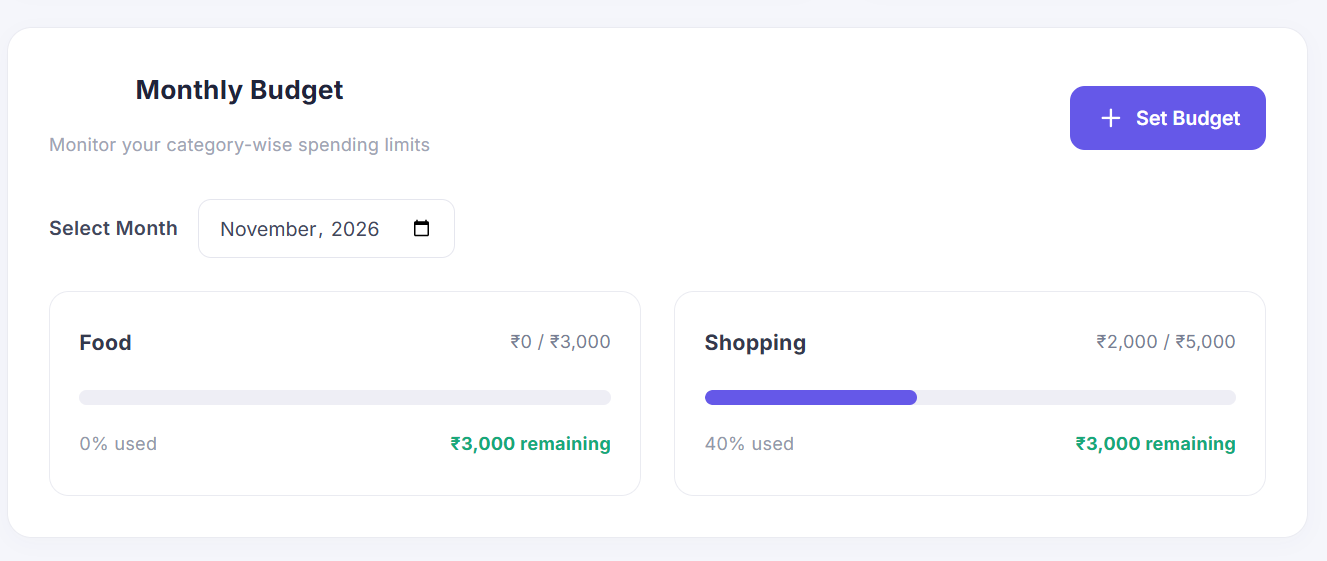 Monthly Budget
Monitor your category-wise spending limits
Set Budget
Select Month November, 2026
Food ₹0 / ₹3,000
0% used ₹3,000 remaining
Shopping ₹2,000 / ₹5,000
40% used ₹3,000 remaining